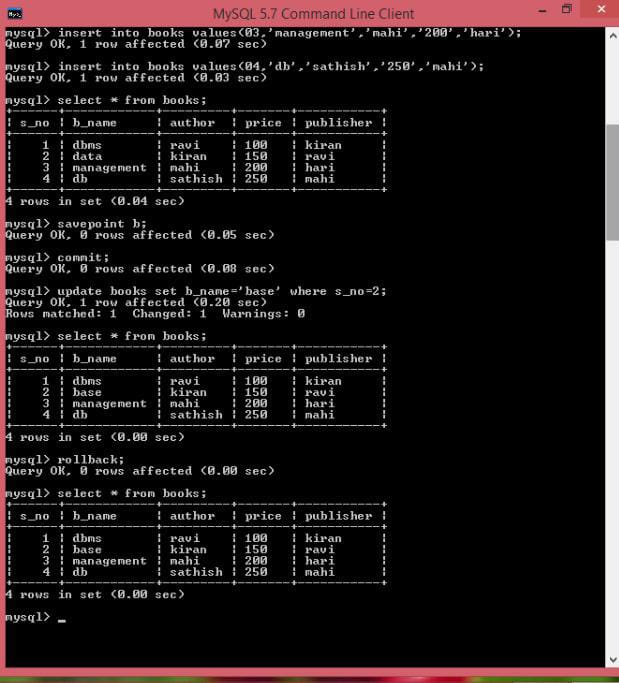 MySQL 5.7 Command Line Client
mysql> insert into books values(03,'management','mahi','200','hari');
Query OK, 1 row affected (0.07 sec)
mysql> insert into books values(04,'db','sathish','250','mahi');
Query OK, 1 row affected (0.03 sec)
mysql> select * from books;
+------+------------+---------+-------+-----------+
| s_no | b_name | author | price | publisher |
+------+------------+---------+-------+-----------+
| 1 | dbms | ravi | 100 | kiran |
| 2 | data | kiran | 150 | ravi |
| 3 | management | mahi | 200 | hari |
| 4 | db | sathish | 250 | mahi |
+------+------------+---------+-------+-----------+
4 rows in set (0.04 sec)
mysql> savepoint b;
Query OK, 0 rows affected (0.05 sec)
mysql> commit;
Query OK, 0 rows affected (0.08 sec)
mysql> update books set b_name='base' where s_no=2;
Query OK, 1 row affected (0.20 sec)
Rows matched: 1 Changed: 1 Warnings: 0
mysql> select * from books;
+------+------------+---------+-------+-----------+
| s_no | b_name | author | price | publisher |
+------+------------+---------+-------+-----------+
| 1 | dbms | ravi | 100 | kiran |
| 2 | base | kiran | 150 | ravi |
| 3 | management | mahi | 200 | hari |
| 4 | db | sathish | 250 | mahi |
+------+------------+---------+-------+-----------+
4 rows in set (0.00 sec)
mysql> rollback;
Query OK, 0 rows affected (0.00 sec)
mysql> select * from books;
+------+------------+---------+-------+-----------+
| s_no | b_name | author | price | publisher |
+------+------------+---------+-------+-----------+
| 1 | dbms | ravi | 100 | kiran |
| 2 | base | kiran | 150 | ravi |
| 3 | management | mahi | 200 | hari |
| 4 | db | sathish | 250 | mahi |
+------+------------+---------+-------+-----------+
4 rows in set (0.00 sec)
mysql> _